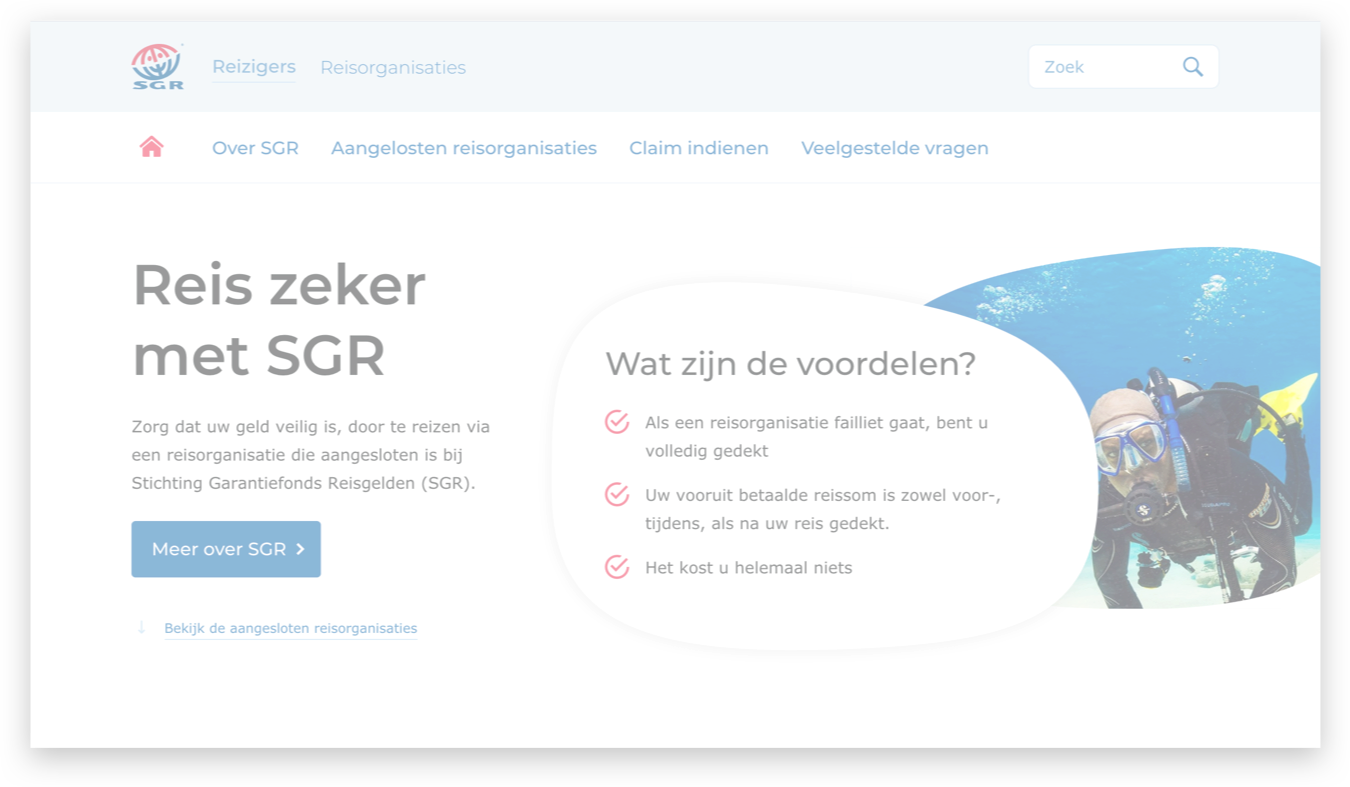 SGR
Reizigers
Reisorganisaties
Zoek
Over SGR
Aangelosten reisorganisaties
Claim indienen
Veelgestelde vragen
Reis zeker
met SGR
Zorg dat uw geld veilig is, door te reizen via
een reisorganisatie die aangesloten is bij
Stichting Garantiefonds Reisgelden (SGR).
Meer over SGR
Bekijk de aangesloten reisorganisaties
Wat zijn de voordelen?
Als een reisorganisatie failliet gaat, bent u
volledig gedekt
Uw vooruit betaalde reissom is zowel voor-,
tijdens, als na uw reis gedekt.
Het kost u helemaal niets